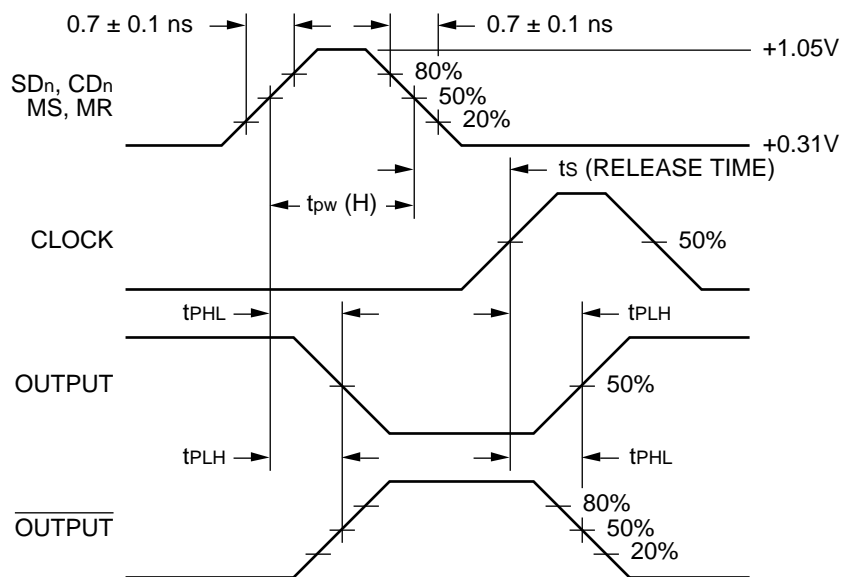 0.7 ± 0.1 ns
0.7 ± 0.1 ns
+1.05V
SDn, CDn
MS, MR
80%
50%
20%
+0.31V
ts (RELEASE TIME)
tpw (H)
CLOCK
50%
tPHL
tPLH
OUTPUT
50%
tPLH
tPHL
OUTPUT
80%
50%
20%